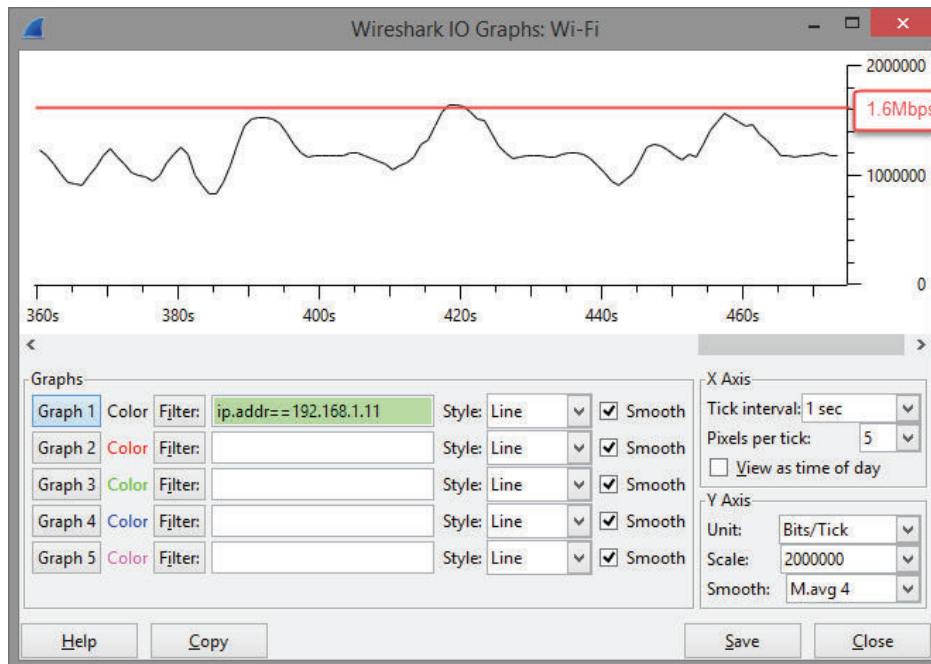 Wireshark IO Graphs: Wi-Fi
2000000
1.6Mbps
1000000
0
360s 380s 400s 420s 440s 460s
Graphs
Graph 1 Color Filter: ip.addr==192.168.1.11 Style: Line Smooth
Graph 2 Color Filter: Style: Line Smooth
Graph 3 Color Filter: Style: Line Smooth
Graph 4 Color Filter: Style: Line Smooth
Graph 5 Color Filter: Style: Line Smooth
X Axis
Tick interval: 1 sec
Pixels per tick: 5
View as time of day
Y Axis
Unit: Bits/Tick
Scale: 2000000
Smooth: M.avg 4
Help Copy Save Close